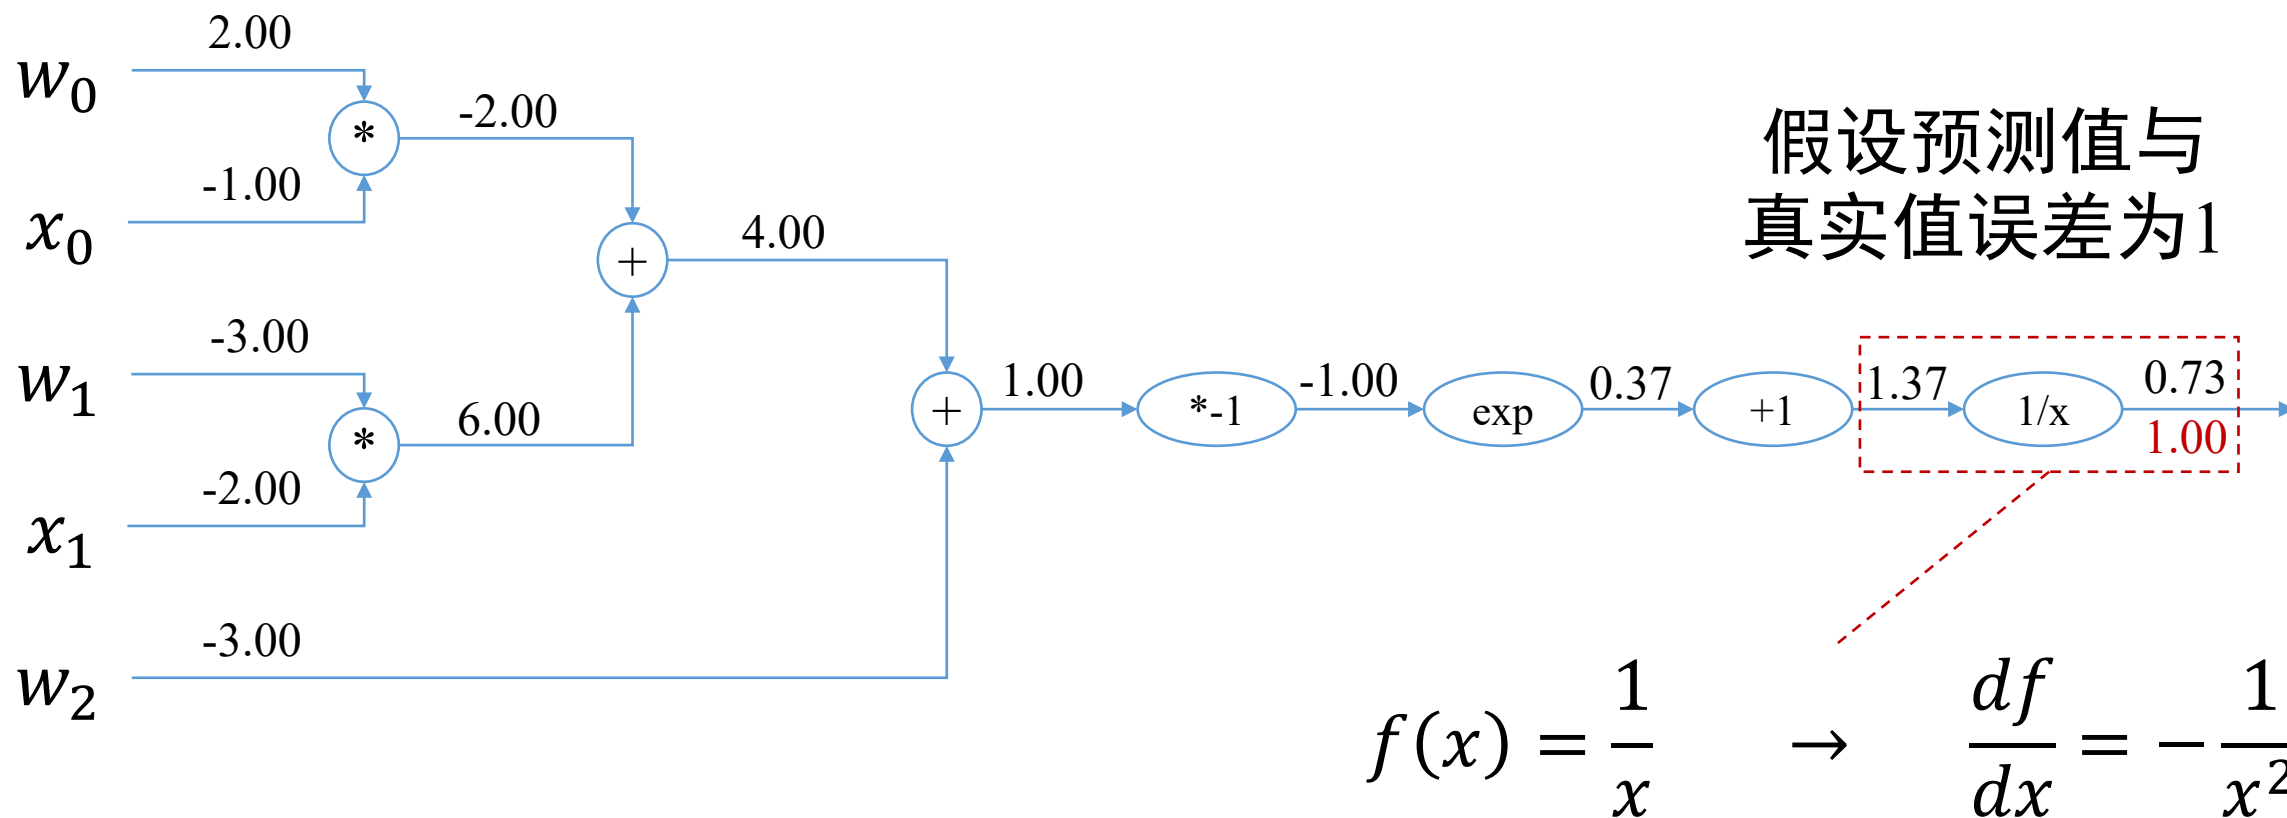 2.00
w₀
*
-2.00
-1.00
x₀
+
4.00
假设预测值与
真实值误差为1
-3.00
w₁
*
6.00
-2.00
x₁
+
1.00
*-1
-1.00
exp
0.37
+1
1.37
1/x
0.73
1.00
-3.00
w₂
f(x) = 1/x → df/dx = − 1/x²